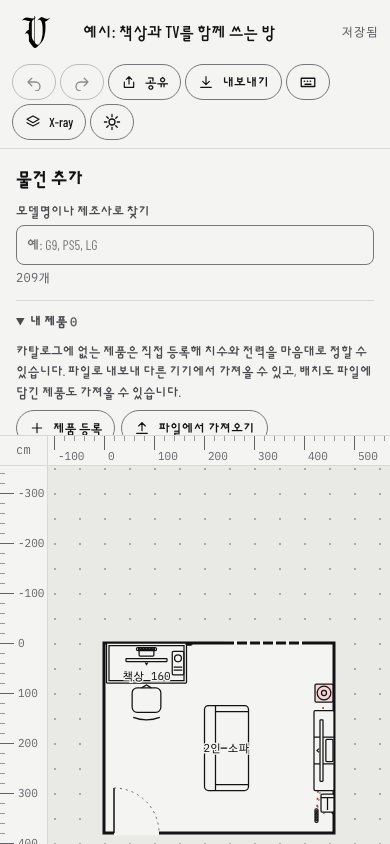 예: 책상과 TV를 함께 쓰는 방
저장됨
공유
내보내기
X-ray
물건 추가
모델명이나 제조사로 찾기
예: G9, PS5, LG
209개
▼ 내 제품 0
카탈로그에 없는 제품은 직접 등록해 치수와 전력을 마음대로 정할 수
있습니다. 파일로 내보내 다른 기기에서 가져올 수 있고, 배치도 파일에
담긴 제품도 가져올 수 있습니다.
+ 제품 등록
파일에서 가져오기
cm
-100 0 100 200 300 400 500
-300
-200
-100
0
책상 160
100
2인 소파
200
300
400